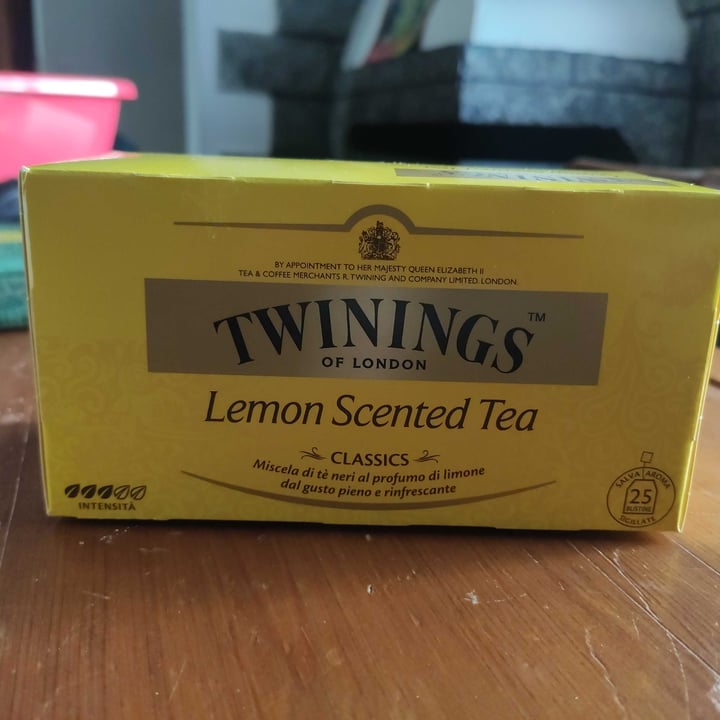 BY APPOINTMENT TO HER MAJESTY QUEEN ELIZABETH II
TEA & COFFEE MERCHANTS R. TWINING AND COMPANY LIMITED. LONDON.
TWININGS™
OF LONDON
Lemon Scented Tea
CLASSICS
Miscela di tè neri al profumo di limone
dal gusto pieno e rinfrescante
INTENSITÀ
SALVA AROMA
25
BUSTINE
SIGILLATE